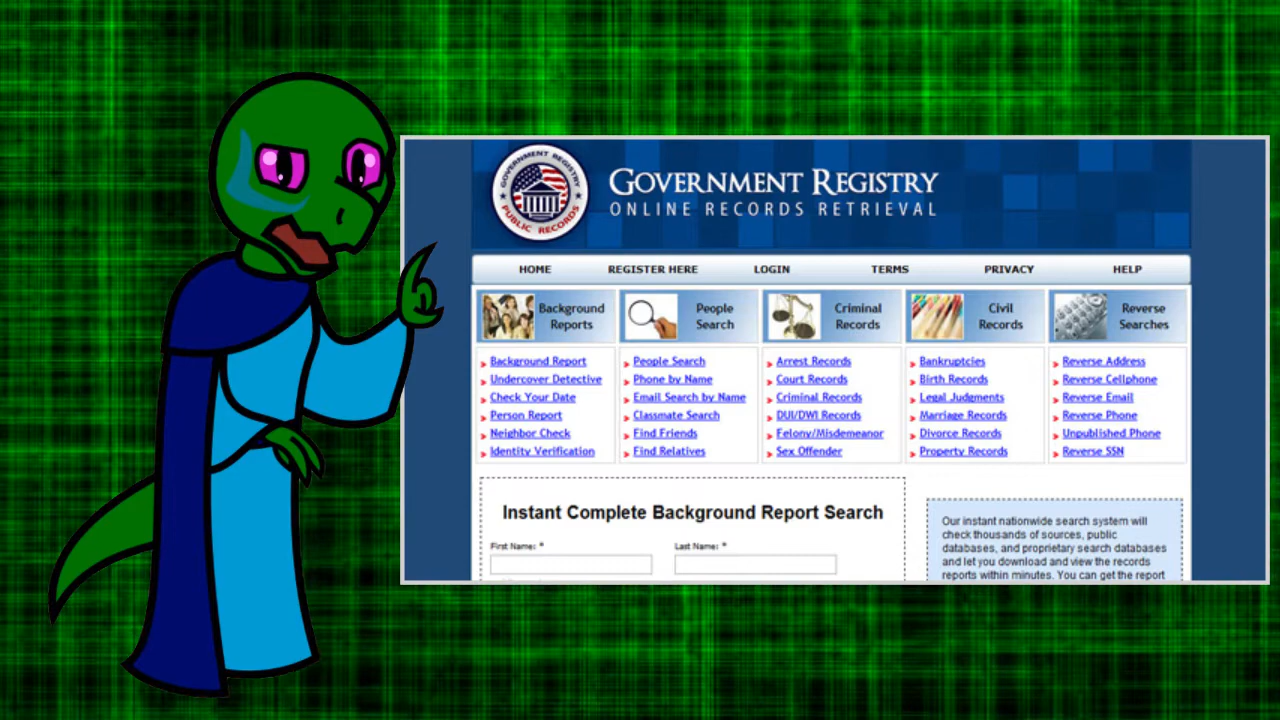 GOVERNMENT REGISTRY
PUBLIC RECORDS
GOVERNMENT REGISTRY
ONLINE RECORDS RETRIEVAL
HOME REGISTER HERE LOGIN TERMS PRIVACY HELP
Background Reports
People Search
Criminal Records
Civil Records
Reverse Searches
Background Report
Undercover Detective
Check Your Date
Person Report
Neighbor Check
Identity Verification
People Search
Phone by Name
Email Search by Name
Classmate Search
Find Friends
Find Relatives
Arrest Records
Court Records
Criminal Records
DUI/DWI Records
Felony/Misdemeanor
Sex Offender
Bankruptcies
Birth Records
Legal Judgments
Marriage Records
Divorce Records
Property Records
Reverse Address
Reverse Cellphone
Reverse Email
Reverse Phone
Unpublished Phone
Reverse SSN
Instant Complete Background Report Search
First Name: * Last Name: *
Our instant nationwide search system will
check thousands of sources, public
databases, and proprietary search databases
and let you download and view the records
reports within minutes. You can get the report